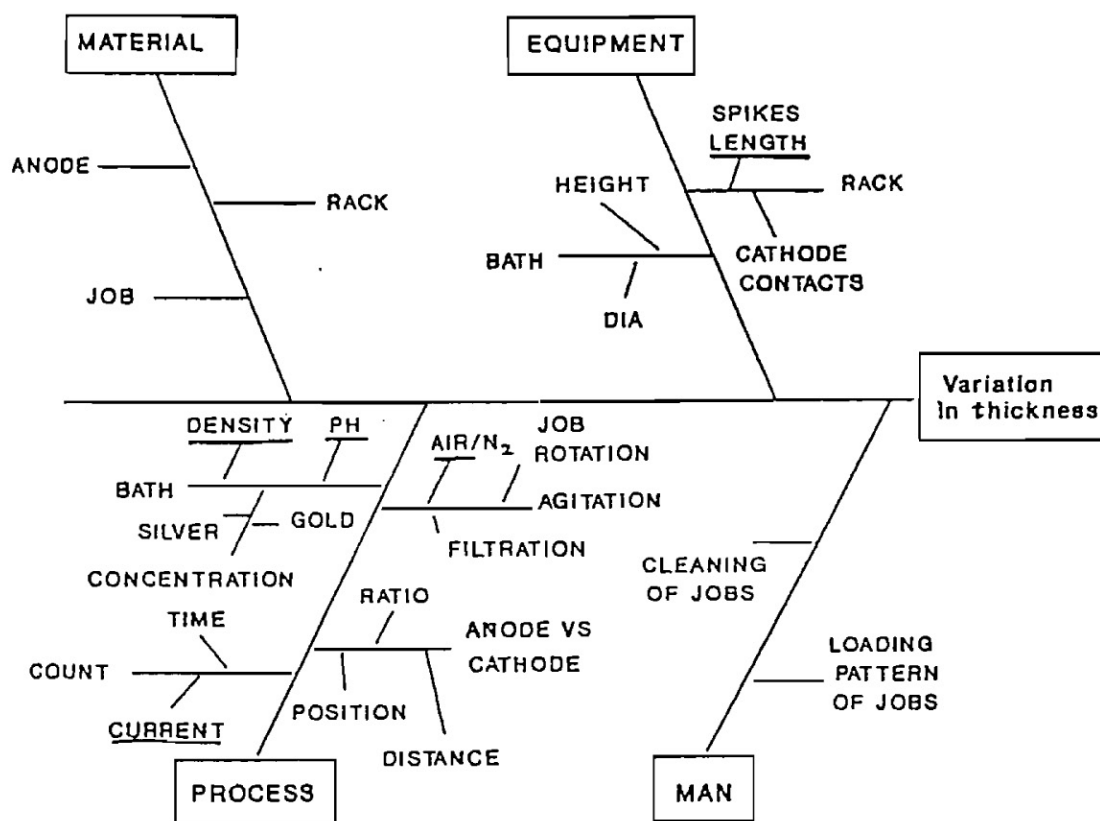 MATERIAL
EQUIPMENT
SPIKES
LENGTH
ANODE
HEIGHT
RACK
RACK
BATH
CATHODE
CONTACTS
JOB
DIA
Variation
in thickness
DENSITY
PH
JOB
ROTATION
AIR/N₂
BATH
AGITATION
SILVER
GOLD
FILTRATION
CLEANING
OF JOBS
CONCENTRATION
RATIO
TIME
ANODE VS
CATHODE
LOADING
PATTERN
OF JOBS
COUNT
POSITION
CURRENT
DISTANCE
PROCESS
MAN